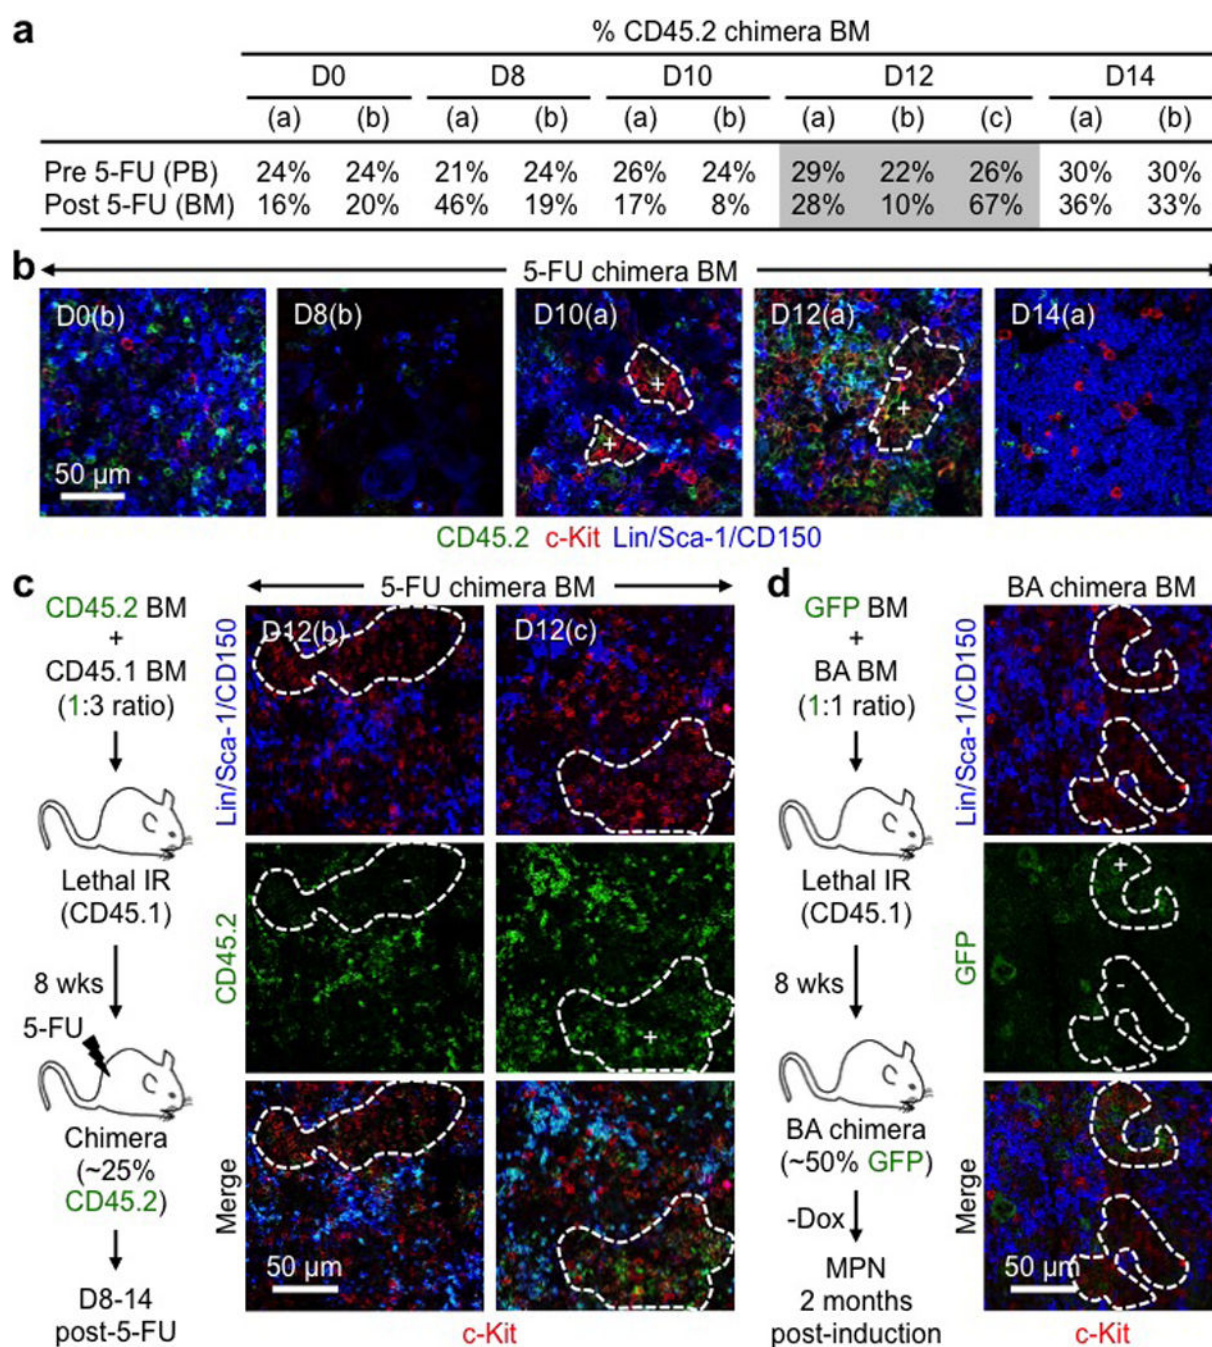 a
% CD45.2 chimera BM
D0 D8 D10 D12 D14
(a) (b) (a) (b) (a) (b) (a) (b) (c) (a) (b)
Pre 5-FU (PB) 24% 24% 21% 24% 26% 24% 29% 22% 26% 30% 30%
Post 5-FU (BM) 16% 20% 46% 19% 17% 8% 28% 10% 67% 36% 33%
b
5-FU chimera BM
D0(b) D8(b) D10(a) D12(a) D14(a)
+
+
-
+
50 µm
CD45.2 c-Kit Lin/Sca-1/CD150
c
CD45.2 BM
+
CD45.1 BM
(1:3 ratio)
Lethal IR
(CD45.1)
8 wks
5-FU
Chimera
(~25%
CD45.2)
D8-14
post-5-FU
5-FU chimera BM
D12(b) D12(c)
Lin/Sca-1/CD150
CD45.2
-
+
Merge
50 µm
c-Kit
d
GFP BM
+
BA BM
(1:1 ratio)
Lethal IR
(CD45.1)
8 wks
BA chimera
(~50% GFP)
-Dox
MPN
2 months
post-induction
BA chimera BM
Lin/Sca-1/CD150
GFP
+
-
Merge
50 µm
c-Kit